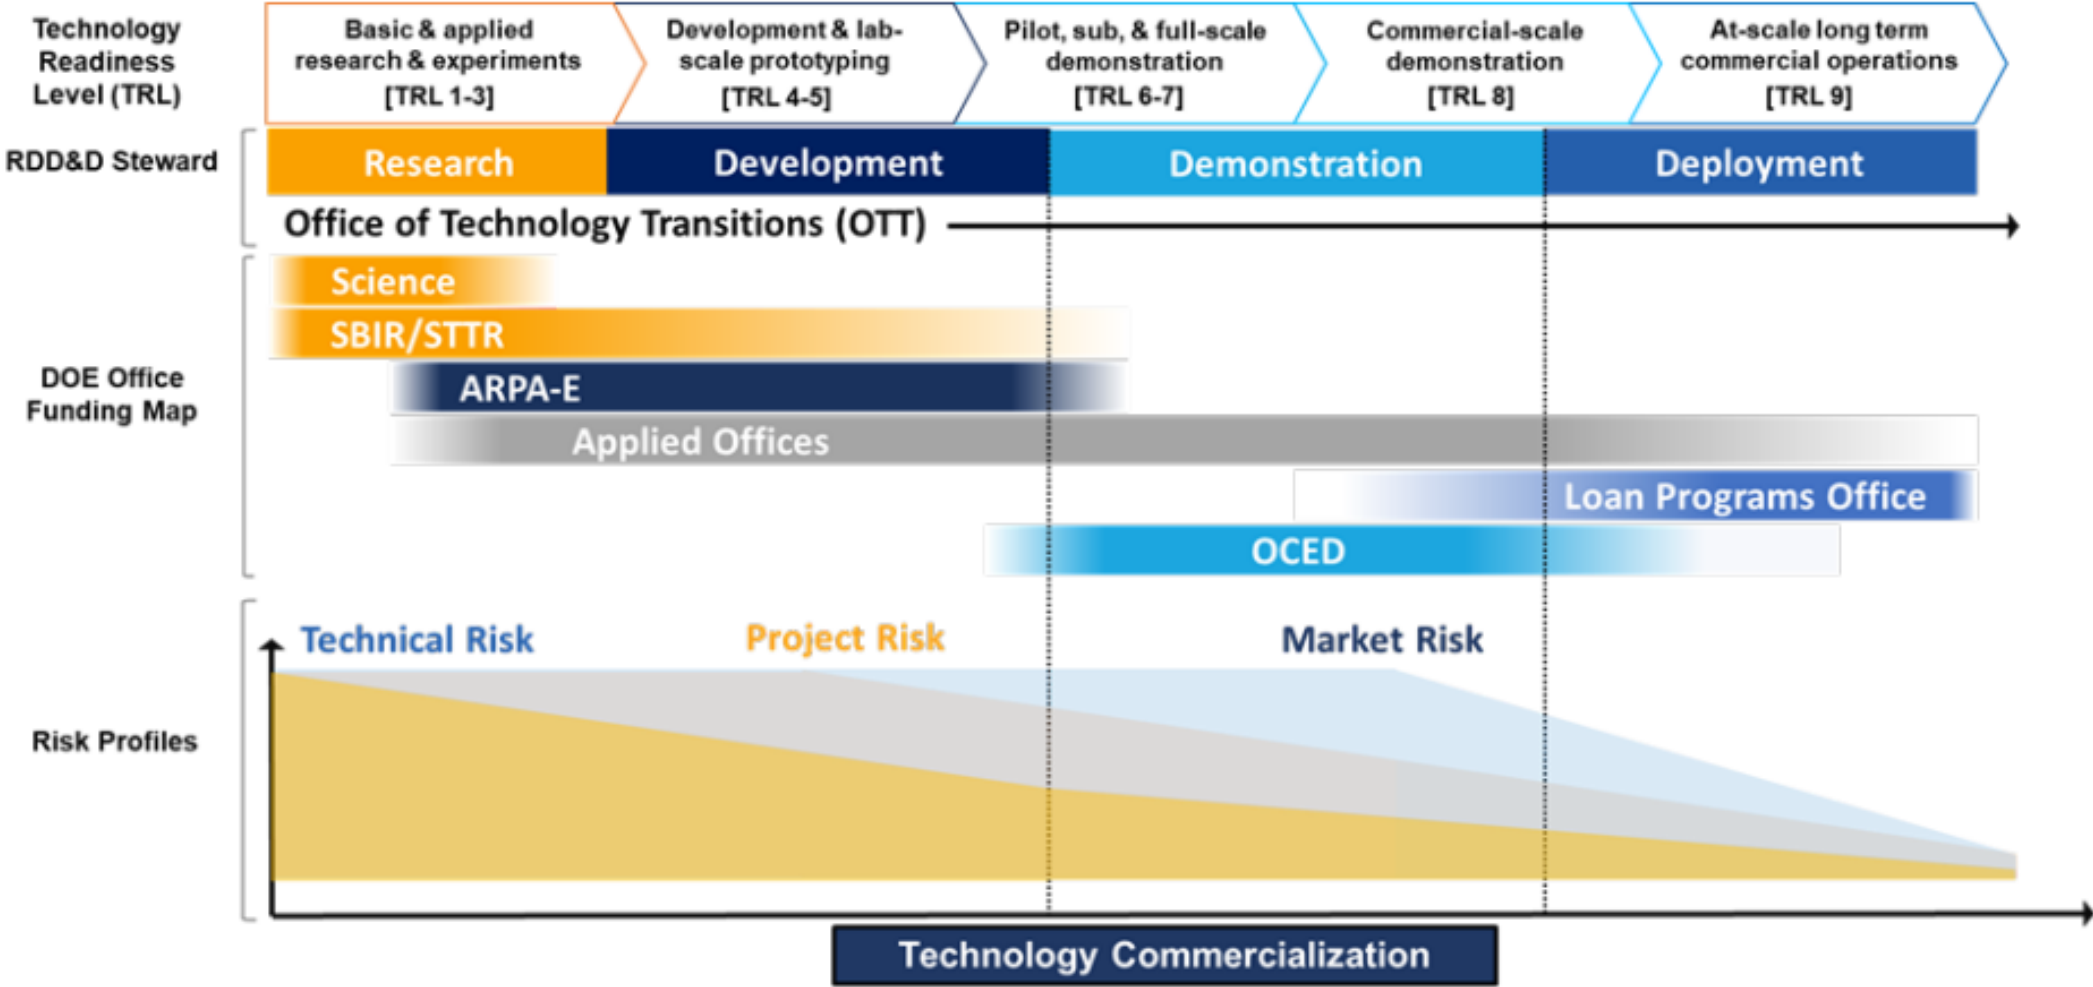 Technology
Readiness
Level (TRL)
Basic & applied
research & experiments
[TRL 1-3]
Development & lab-
scale prototyping
[TRL 4-5]
Pilot, sub, & full-scale
demonstration
[TRL 6-7]
Commercial-scale
demonstration
[TRL 8]
At-scale long term
commercial operations
[TRL 9]
RDD&D Steward
Research
Development
Demonstration
Deployment
Office of Technology Transitions (OTT)
DOE Office
Funding Map
Science
SBIR/STTR
ARPA-E
Applied Offices
Loan Programs Office
OCED
Risk Profiles
Technical Risk
Project Risk
Market Risk
Technology Commercialization